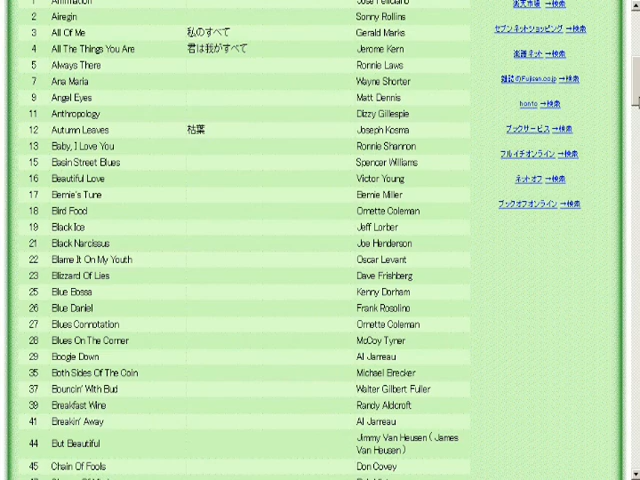 1 Affirmation José Feliciano
2 Airegin Sonny Rollins
3 All Of Me 私のすべて Gerald Marks
4 All The Things You Are 君は我がすべて Jerome Kern
5 Always There Ronnie Laws
7 Ana Maria Wayne Shorter
9 Angel Eyes Matt Dennis
11 Anthropology Dizzy Gillespie
12 Autumn Leaves 枯葉 Joseph Kosma
13 Baby, I Love You Ronnie Shannon
15 Basin Street Blues Spencer Williams
16 Beautiful Love Victor Young
17 Bernie's Tune Bernie Miller
18 Bird Food Ornette Coleman
19 Black Ice Jeff Lorber
21 Black Narcissus Joe Henderson
22 Blame It On My Youth Oscar Levant
23 Blizzard Of Lies Dave Frishberg
25 Blue Bossa Kenny Dorham
26 Blue Daniel Frank Rosolino
27 Blues Connotation Ornette Coleman
28 Blues On The Corner McCoy Tyner
29 Boogie Down Al Jarreau
35 Both Sides Of The Coin Michael Brecker
37 Bouncin' With Bud Walter Gilbert Fuller
39 Breakfast Wine Randy Aldcroft
41 Breakin' Away Al Jarreau
44 But Beautiful Jimmy Van Heusen ( James
Van Heusen )
45 Chain Of Fools Don Covey
楽天市場 →検索
セブンネットショッピング →検索
楽譜ネット →検索
雑誌のFujisan.co.jp →検索
honto →検索
ブックサービス →検索
フルイチオンライン →検索
ネットオフ →検索
ブックオフオンライン →検索